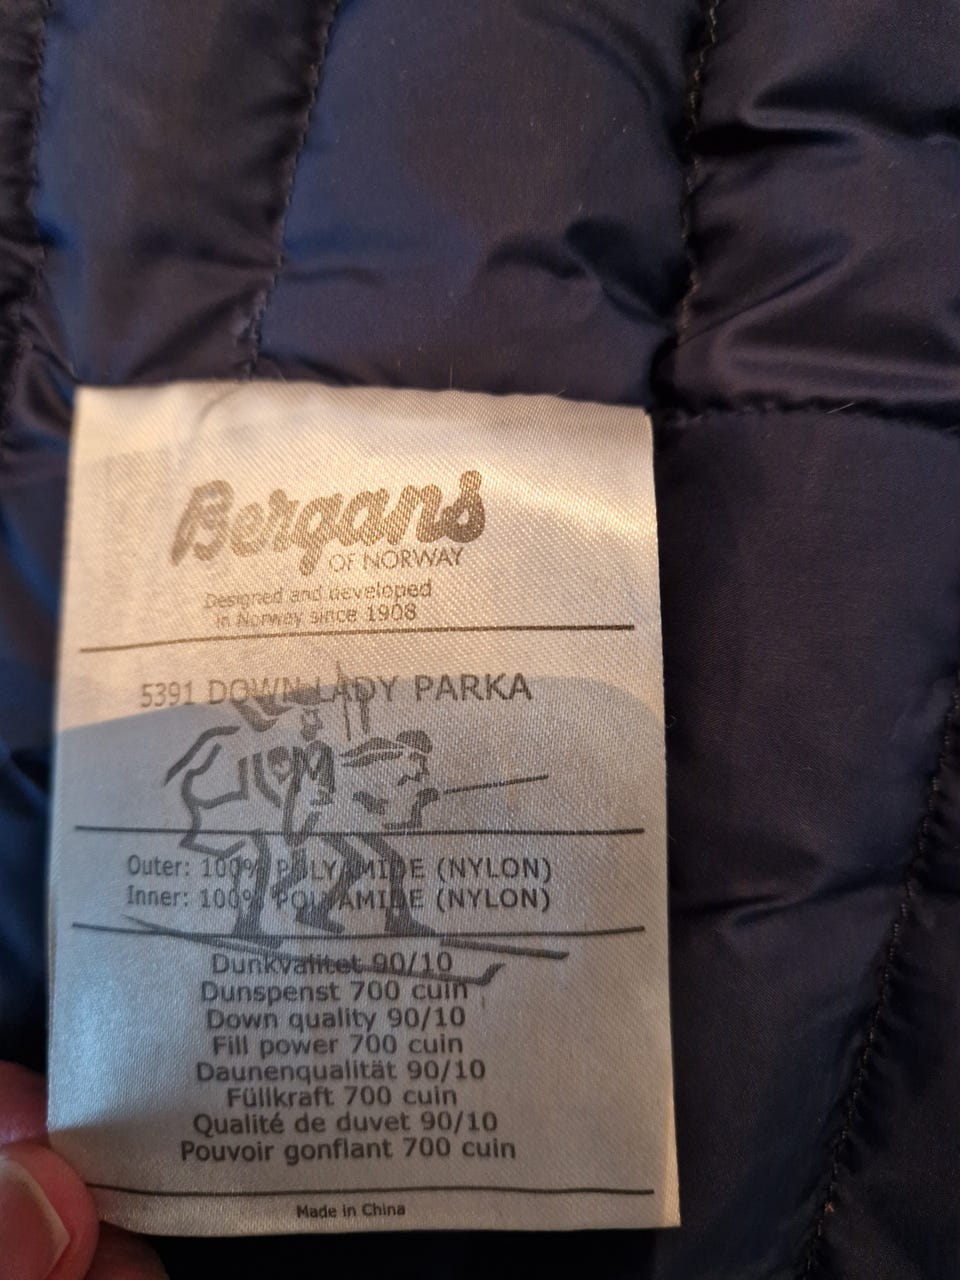 Bergans
OF NORWAY
Designed and developed
in Norway since 1908
5391 DOWN LADY PARKA
Outer: 100% POLYAMIDE (NYLON)
Inner: 100% POLYAMIDE (NYLON)
Dunkvalitet 90/10
Dunspenst 700 cuin
Down quality 90/10
Fill power 700 cuin
Daunenqualität 90/10
Füllkraft 700 cuin
Qualité de duvet 90/10
Pouvoir gonflant 700 cuin
Made in China